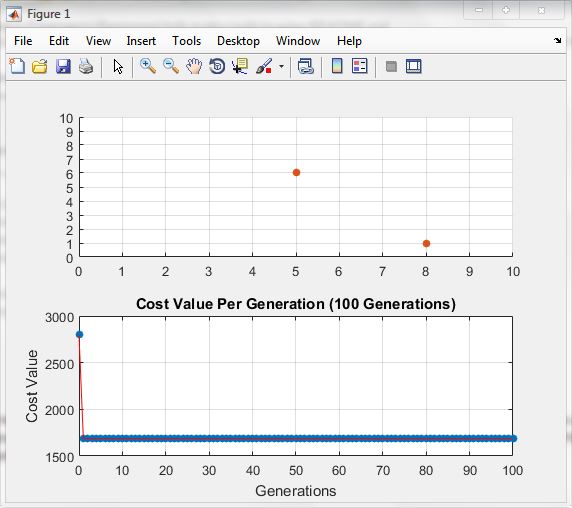 Figure 1
File Edit View Insert Tools Desktop Window Help
10
9
8
7
6
5
4
3
2
1
0
0 1 2 3 4 5 6 7 8 9 10
Cost Value Per Generation (100 Generations)
3000
2500
2000
1500
Cost Value
0 10 20 30 40 50 60 70 80 90 100
Generations